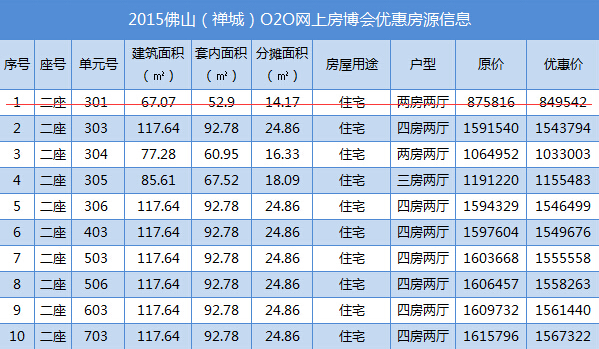 2015佛山（禅城）O2O网上房博会优惠房源信息
序号 座号 单元号 建筑面积（㎡） 套内面积（㎡） 分摊面积（㎡） 房屋用途 户型 原价 优惠价
1 二座 301 67.07 52.9 14.17 住宅 两房两厅 875816 849542
2 二座 303 117.64 92.78 24.86 住宅 四房两厅 1591540 1543794
3 二座 304 77.28 60.95 16.33 住宅 两房两厅 1064952 1033003
4 二座 305 85.61 67.52 18.09 住宅 三房两厅 1191220 1155483
5 二座 306 117.64 92.78 24.86 住宅 四房两厅 1594329 1546499
6 二座 403 117.64 92.78 24.86 住宅 四房两厅 1597604 1549676
7 二座 503 117.64 92.78 24.86 住宅 四房两厅 1603668 1555558
8 二座 506 117.64 92.78 24.86 住宅 四房两厅 1606457 1558263
9 二座 603 117.64 92.78 24.86 住宅 四房两厅 1609732 1561440
10 二座 703 117.64 92.78 24.86 住宅 四房两厅 1615796 1567322